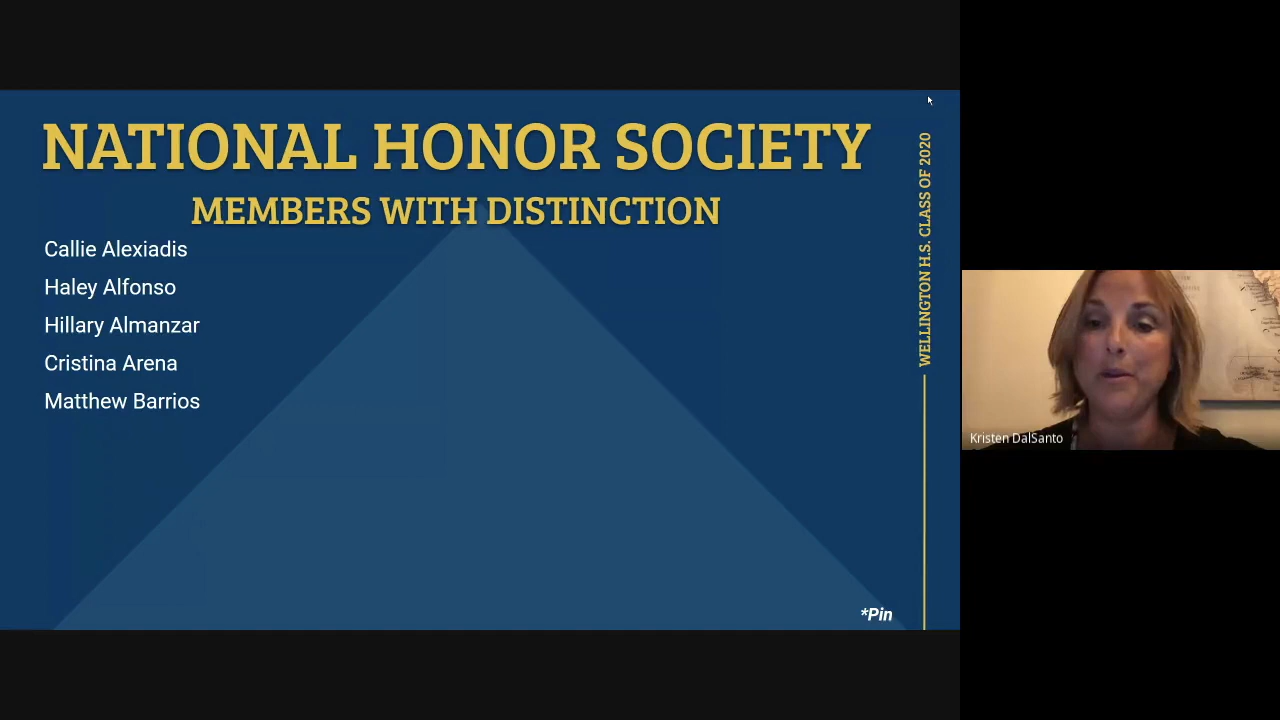 NATIONAL HONOR SOCIETY
MEMBERS WITH DISTINCTION
Callie Alexiadis
Haley Alfonso
Hillary Almanzar
Cristina Arena
Matthew Barrios
*Pin
WELLINGTON H.S. CLASS OF 2020
Kristen DalSanto